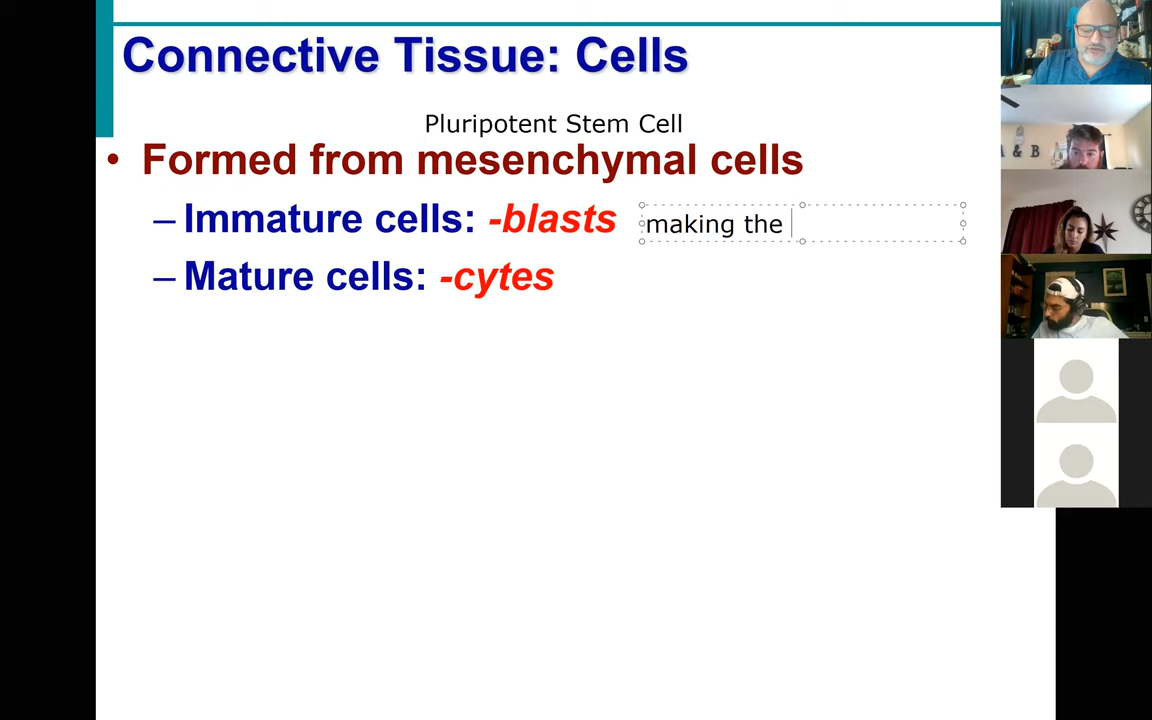 Connective Tissue: Cells
Pluripotent Stem Cell
• Formed from mesenchymal cells
– Immature cells: -blasts making the
– Mature cells: -cytes
& B